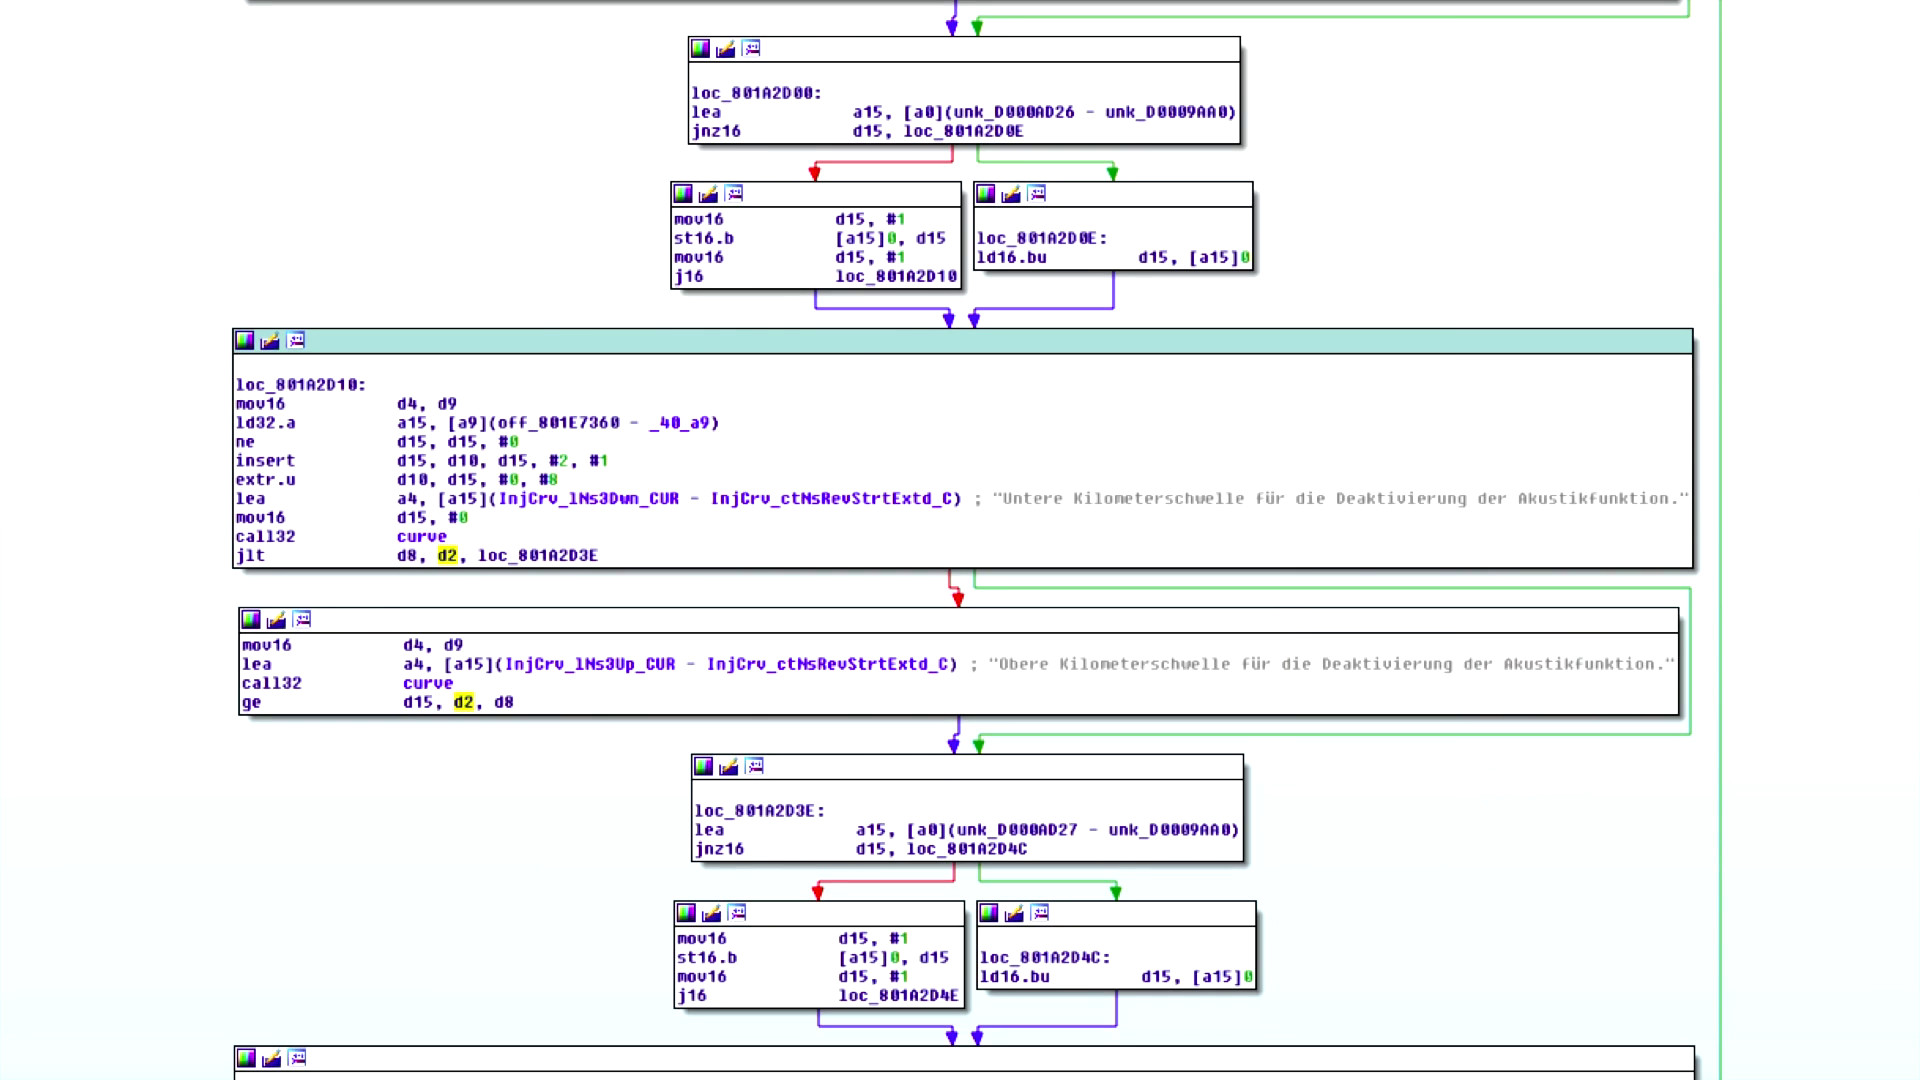 loc_801A2D00:
lea a15, [a0](unk_D000AD26 - unk_D0009AA0)
jnz16 d15, loc_801A2D0E
mov16 d15, #1
st16.b [a15]0, d15
mov16 d15, #1
j16 loc_801A2D10
loc_801A2D0E:
ld16.bu d15, [a15]0
loc_801A2D10:
mov16 d4, d9
ld32.a a15, [a9](off_801E7360 - _40_a9)
ne d15, d15, #0
insert d15, d10, d15, #2, #1
extr.u d10, d15, #0, #8
lea a4, [a15](InjCrv_lNs3Dwn_CUR - InjCrv_ctNsRevStrtExtd_C) ; "Untere Kilometerschwelle für die Deaktivierung der Akustikfunktion."
mov16 d15, #0
call32 curve
jlt d8, d2, loc_801A2D3E
mov16 d4, d9
lea a4, [a15](InjCrv_lNs3Up_CUR - InjCrv_ctNsRevStrtExtd_C) ; "Obere Kilometerschwelle für die Deaktivierung der Akustikfunktion."
call32 curve
ge d15, d2, d8
loc_801A2D3E:
lea a15, [a0](unk_D000AD27 - unk_D0009AA0)
jnz16 d15, loc_801A2D4C
mov16 d15, #1
st16.b [a15]0, d15
mov16 d15, #1
j16 loc_801A2D4E
loc_801A2D4C:
ld16.bu d15, [a15]0